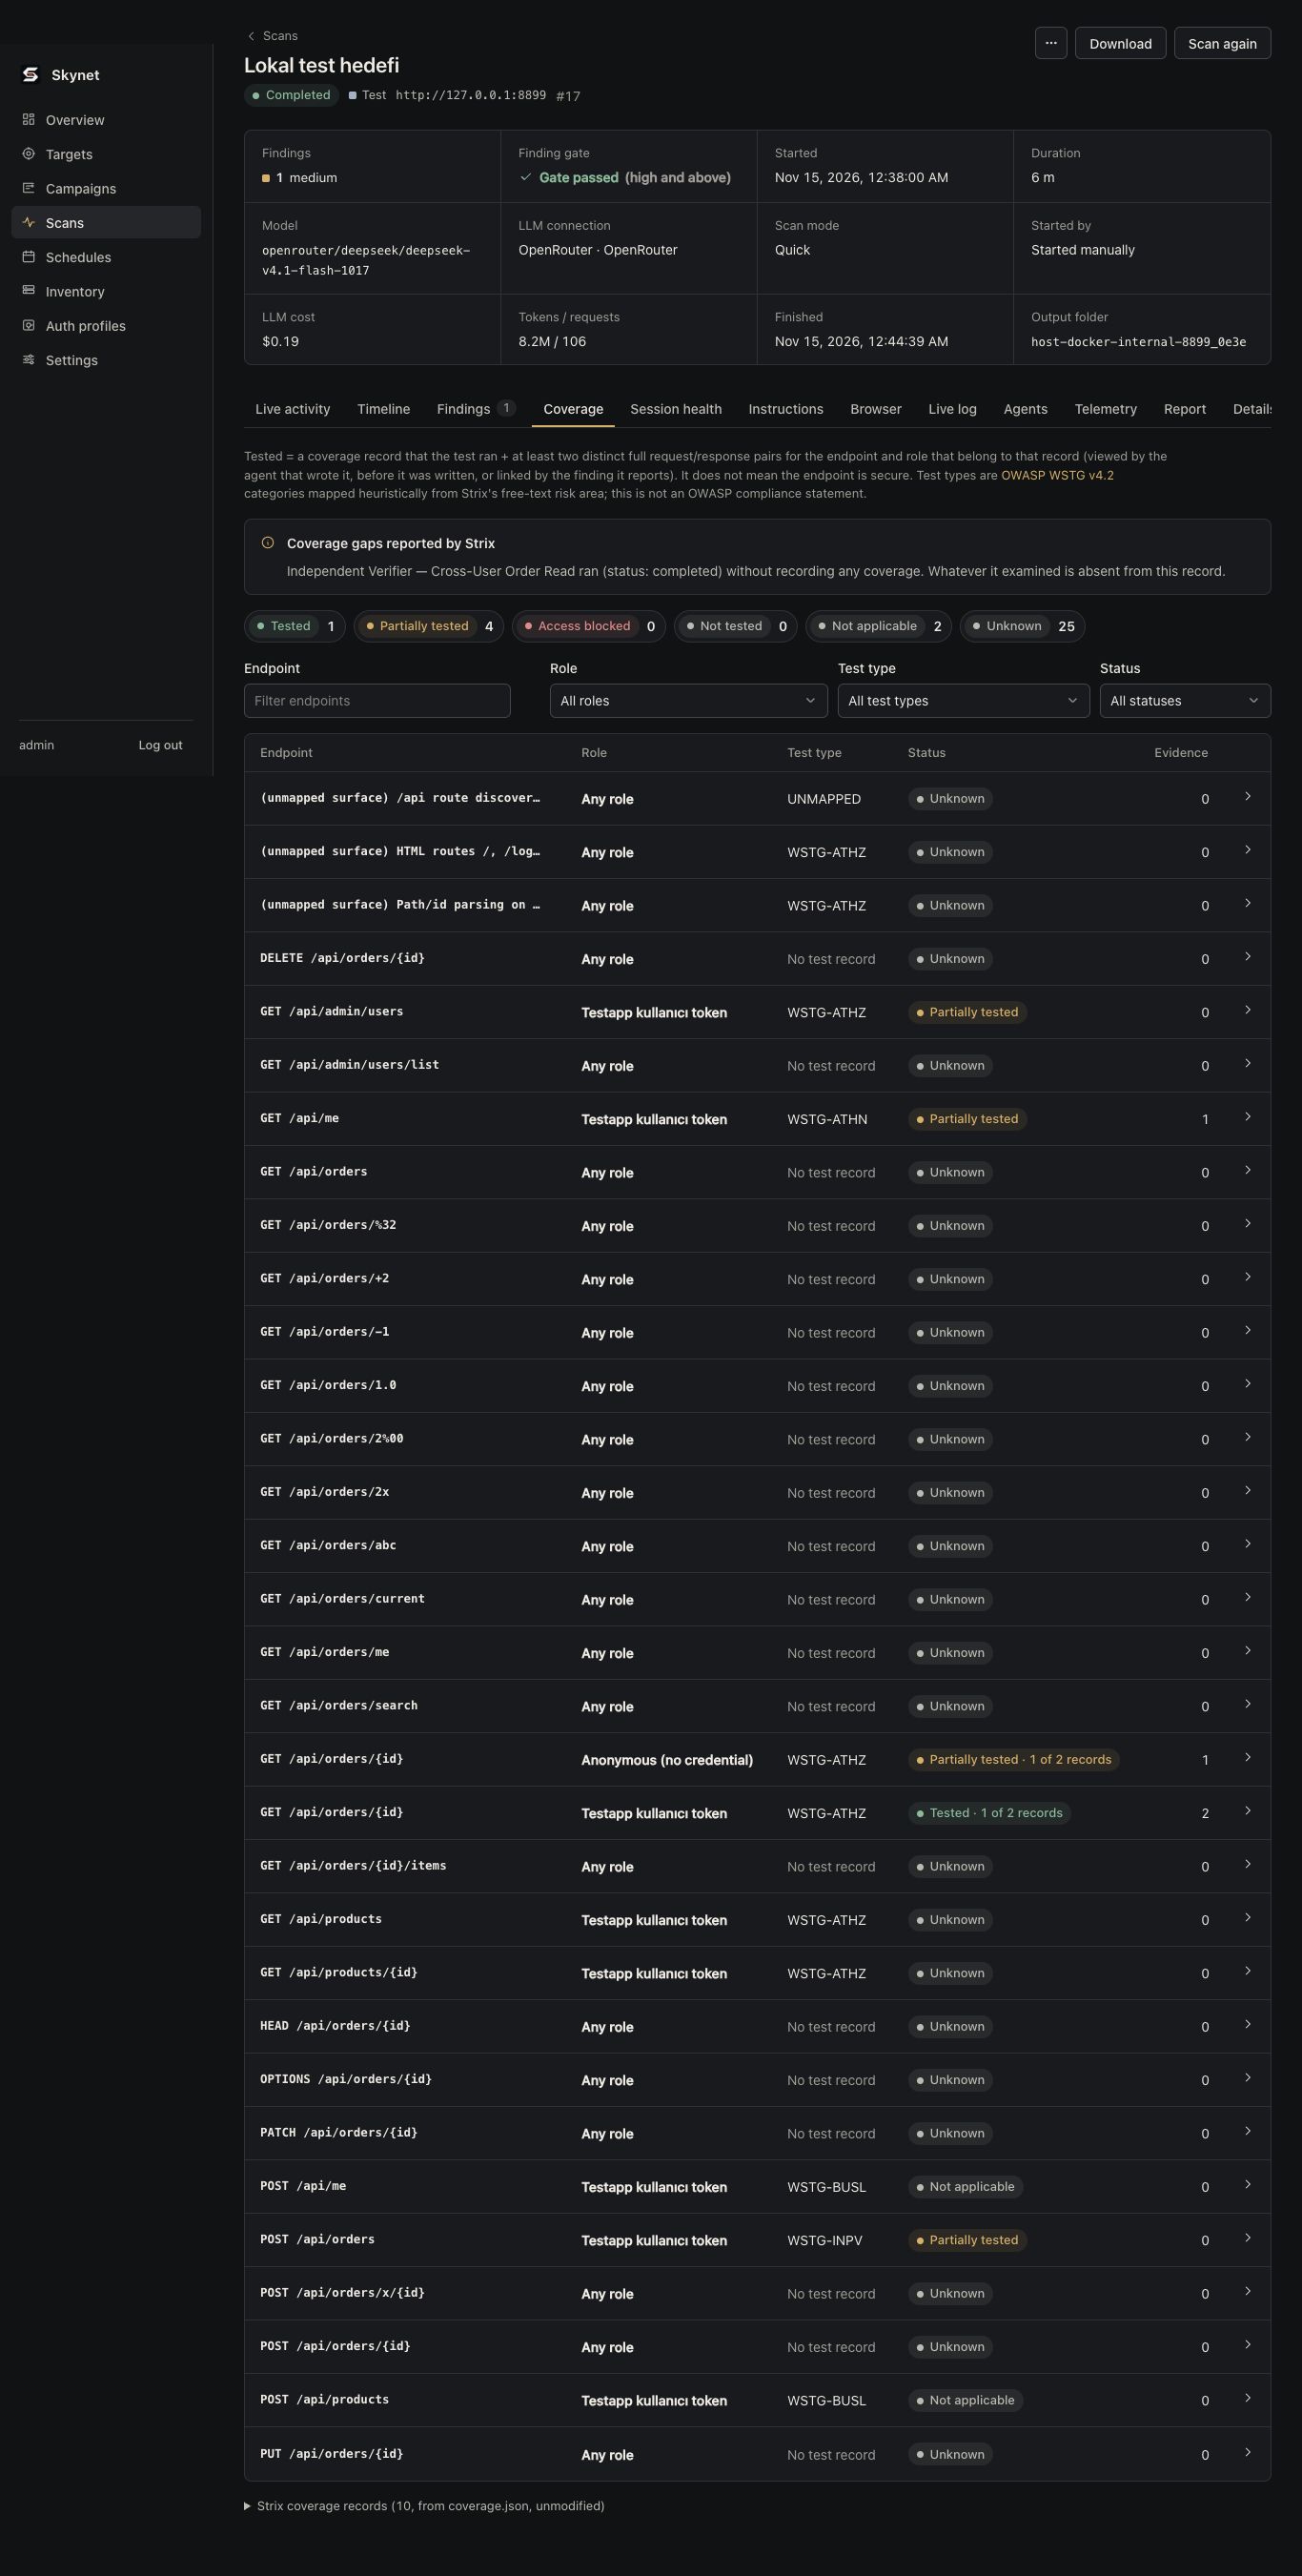 Skynet
Overview
Targets
Campaigns
Scans
Schedules
Inventory
Auth profiles
Settings
admin Log out
Scans
Lokal test hedefi
... Download Scan again
Completed Test http://127.0.0.1:8899 #17
Findings Finding gate Started Duration
1 medium Gate passed (high and above) Nov 15, 2026, 12:38:00 AM 6 m
Model LLM connection Scan mode Started by
openrouter/deepseek/deepseek- OpenRouter · OpenRouter Quick Started manually
v4.1-flash-1017
LLM cost Tokens / requests Finished Output folder
$0.19 8.2M / 106 Nov 15, 2026, 12:44:39 AM host-docker-internal-8899_0e3e
Live activity Timeline Findings 1 Coverage Session health Instructions Browser Live log Agents Telemetry Report Details
Tested = a coverage record that the test ran + at least two distinct full request/response pairs for the endpoint and role that belong to that record (viewed by the
agent that wrote it, before it was written, or linked by the finding it reports). It does not mean the endpoint is secure. Test types are OWASP WSTG v4.2
categories mapped heuristically from Strix's free-text risk area; this is not an OWASP compliance statement.
Coverage gaps reported by Strix
Independent Verifier — Cross-User Order Read ran (status: completed) without recording any coverage. Whatever it examined is absent from this record.
Tested 1 Partially tested 4 Access blocked 0 Not tested 0 Not applicable 2 Unknown 25
Endpoint Role Test type Status
Filter endpoints All roles All test types All statuses
Endpoint Role Test type Status Evidence
(unmapped surface) /api route discover… Any role UNMAPPED Unknown 0
(unmapped surface) HTML routes /, /log… Any role WSTG-ATHZ Unknown 0
(unmapped surface) Path/id parsing on … Any role WSTG-ATHZ Unknown 0
DELETE /api/orders/{id} Any role No test record Unknown 0
GET /api/admin/users Testapp kullanıcı token WSTG-ATHZ Partially tested 0
GET /api/admin/users/list Any role No test record Unknown 0
GET /api/me Testapp kullanıcı token WSTG-ATHN Partially tested 1
GET /api/orders Any role No test record Unknown 0
GET /api/orders/%32 Any role No test record Unknown 0
GET /api/orders/+2 Any role No test record Unknown 0
GET /api/orders/-1 Any role No test record Unknown 0
GET /api/orders/1.0 Any role No test record Unknown 0
GET /api/orders/2%00 Any role No test record Unknown 0
GET /api/orders/2x Any role No test record Unknown 0
GET /api/orders/abc Any role No test record Unknown 0
GET /api/orders/current Any role No test record Unknown 0
GET /api/orders/me Any role No test record Unknown 0
GET /api/orders/search Any role No test record Unknown 0
GET /api/orders/{id} Anonymous (no credential) WSTG-ATHZ Partially tested · 1 of 2 records 1
GET /api/orders/{id} Testapp kullanıcı token WSTG-ATHZ Tested · 1 of 2 records 2
GET /api/orders/{id}/items Any role No test record Unknown 0
GET /api/products Testapp kullanıcı token WSTG-ATHZ Unknown 0
GET /api/products/{id} Testapp kullanıcı token WSTG-ATHZ Unknown 0
HEAD /api/orders/{id} Any role No test record Unknown 0
OPTIONS /api/orders/{id} Any role No test record Unknown 0
PATCH /api/orders/{id} Any role No test record Unknown 0
POST /api/me Testapp kullanıcı token WSTG-BUSL Not applicable 0
POST /api/orders Testapp kullanıcı token WSTG-INPV Partially tested 0
POST /api/orders/x/{id} Any role No test record Unknown 0
POST /api/orders/{id} Any role No test record Unknown 0
POST /api/products Testapp kullanıcı token WSTG-BUSL Not applicable 0
PUT /api/orders/{id} Any role No test record Unknown 0
Strix coverage records (10, from coverage.json, unmodified)